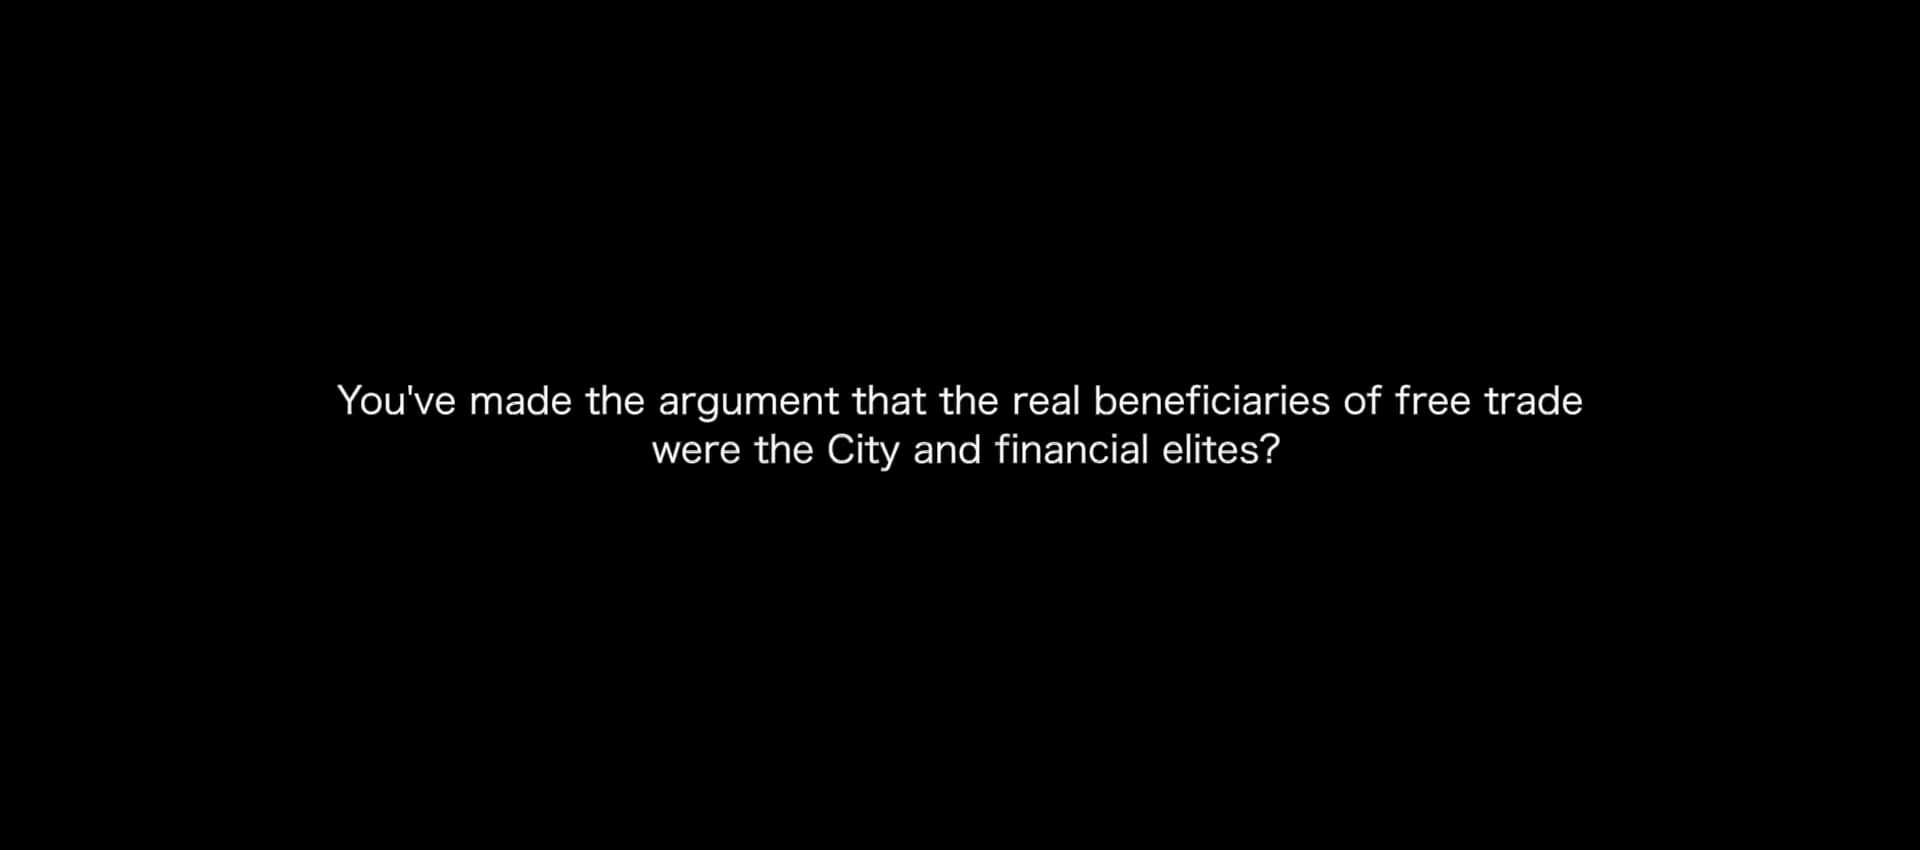 You've made the argument that the real beneficiaries of free trade
were the City and financial elites?